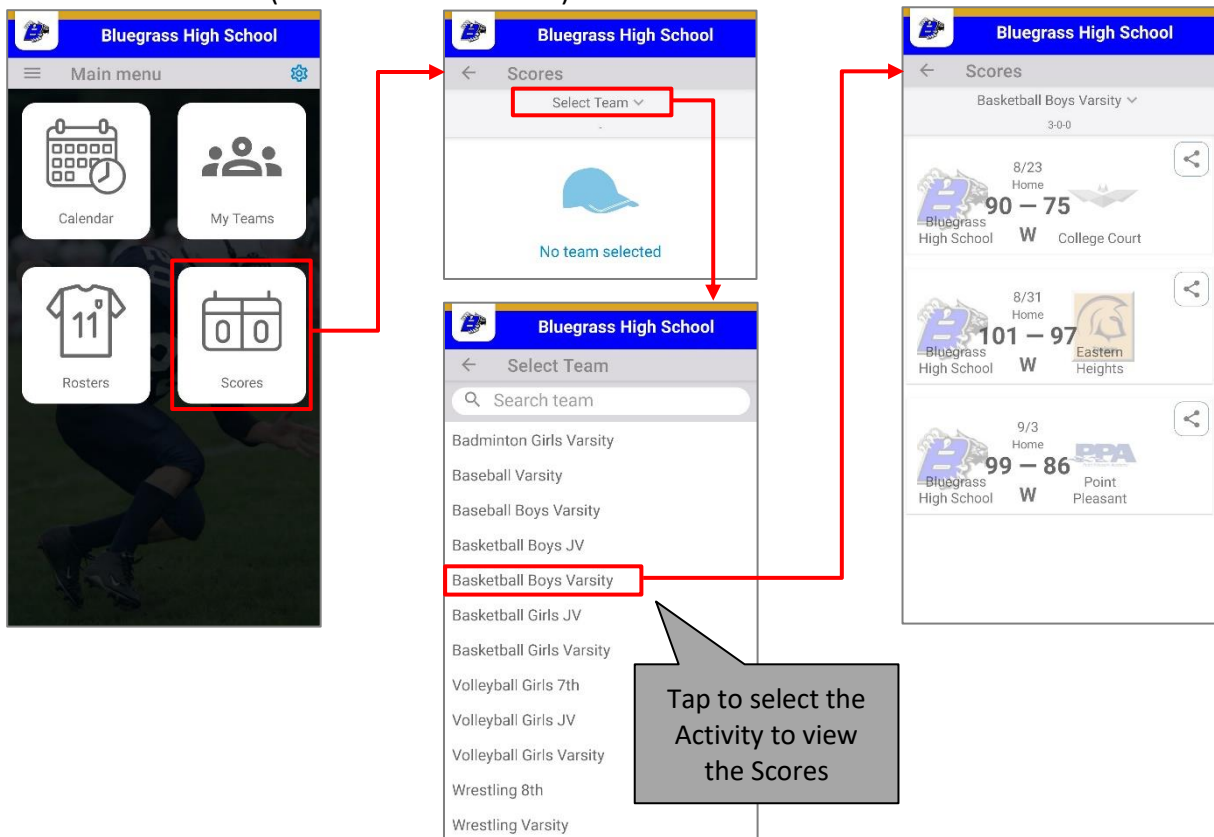 Bluegrass High School
Main menu
Calendar
My Teams
11
0 0
Rosters
Scores
Bluegrass High School
Scores
Select Team
-
No team selected
Bluegrass High School
Select Team
Search team
Badminton Girls Varsity
Baseball Varsity
Baseball Boys Varsity
Basketball Boys JV
Basketball Boys Varsity
Basketball Girls JV
Basketball Girls Varsity
Volleyball Girls 7th
Volleyball Girls JV
Volleyball Girls Varsity
Wrestling 8th
Wrestling Varsity
Tap to select the
Activity to view
the Scores
Bluegrass High School
Scores
Basketball Boys Varsity
3-0-0
8/23
Home
90 — 75
Bluegrass
High School W College Court
8/31
Home
101 — 97
Bluegrass Eastern
High School W Heights
9/3
Home
PPA
99 — 86
Bluegrass Point
High School W Pleasant